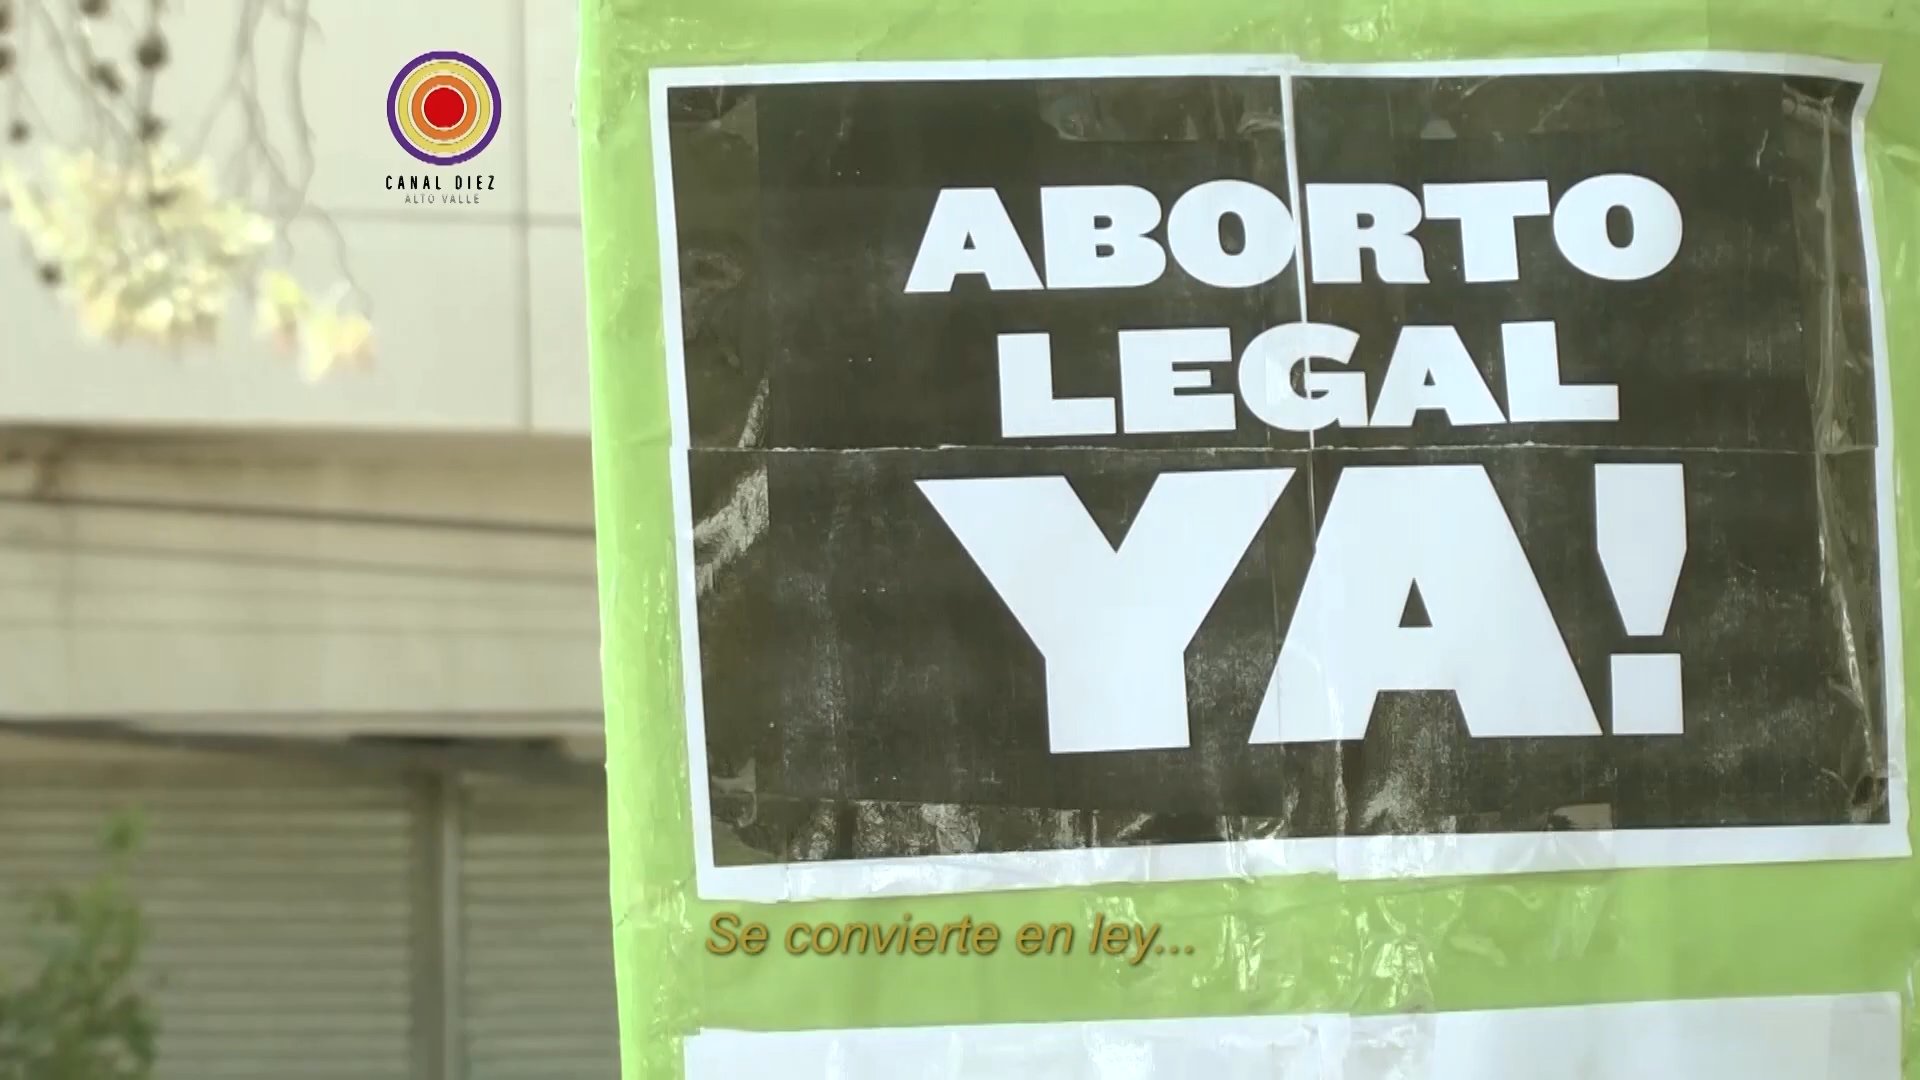 CANAL DIEZ
ALTO VALLE
ABORTO
LEGAL
YA!
Se convierte en ley...